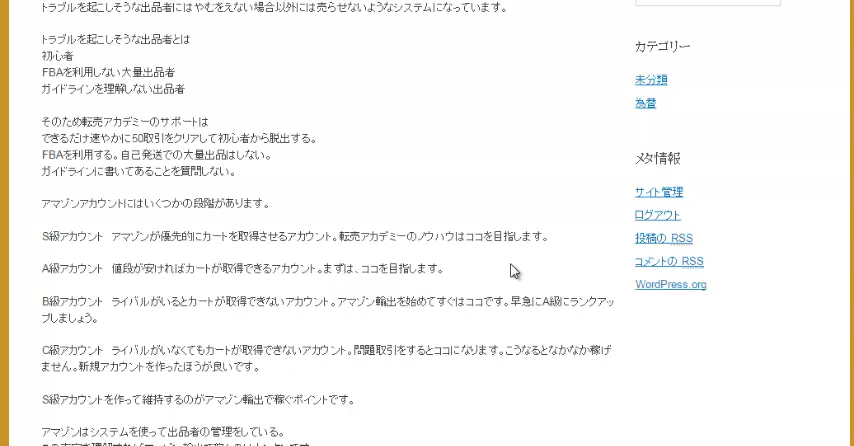 トラブルを起こしそうな出品者にはやむをえない場合以外には売らせないようなシステムになっています。
トラブルを起こしそうな出品者とは
初心者
FBAを利用しない大量出品者
ガイドラインを理解しない出品者
そのため転売アカデミーのサポートは
できるだけ速やかに50取引をクリアして初心者から脱出する。
FBAを利用する。自己発送での大量出品はしない。
ガイドラインに書いてあることを質問しない。
アマゾンアカウントにはいくつかの段階があります。
S級アカウント　アマゾンが優先的にカートを取得させるアカウント。転売アカデミーのノウハウはココを目指します。
A級アカウント　値段が安ければカートが取得できるアカウント。まずは、ココを目指します。
B級アカウント　ライバルがいるとカートが取得できないアカウント。アマゾン輸出を始めてすぐはココです。早急にA級にランクアッ
プしましょう。
C級アカウント　ライバルがいなくてもカートが取得できないアカウント。問題取引をするとココになります。こうなるとなかなか稼げ
ません。新規アカウントを作ったほうが良いです。
S級アカウントを作って維持するのがアマゾン輸出で稼ぐポイントです。
アマゾンはシステムを使って出品者の管理をしている。
カテゴリー
未分類
為替
メタ情報
サイト管理
ログアウト
投稿の RSS
コメントの RSS
WordPress.org